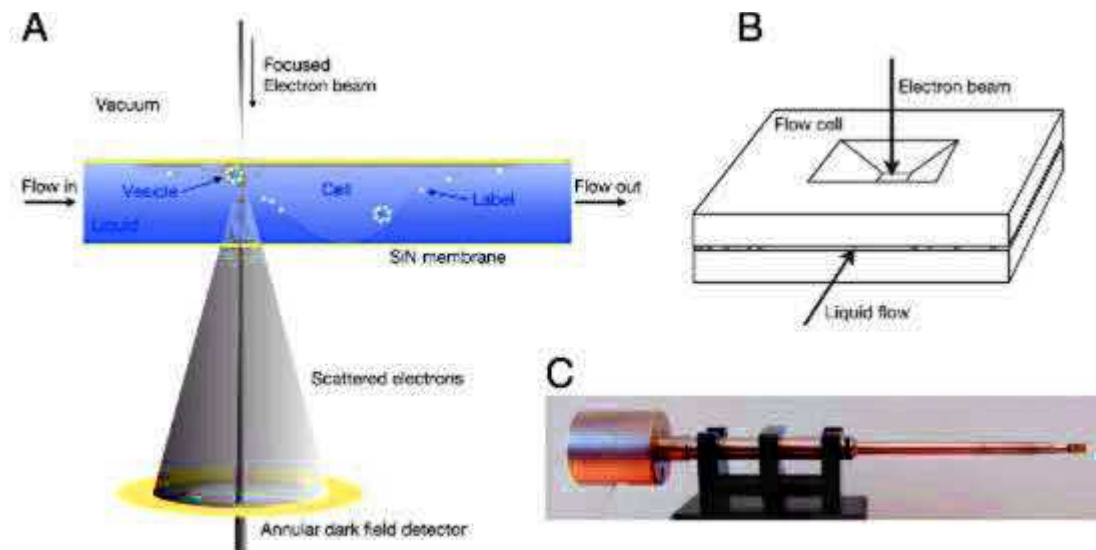 A
Focused
Electron beam
Vacuum
Flow in
Vesicle
Cell
Label
Flow out
Liquid
SiN membrane
Scattered electrons
Annular dark field detector
B
Electron beam
Flow cell
Liquid flow
C